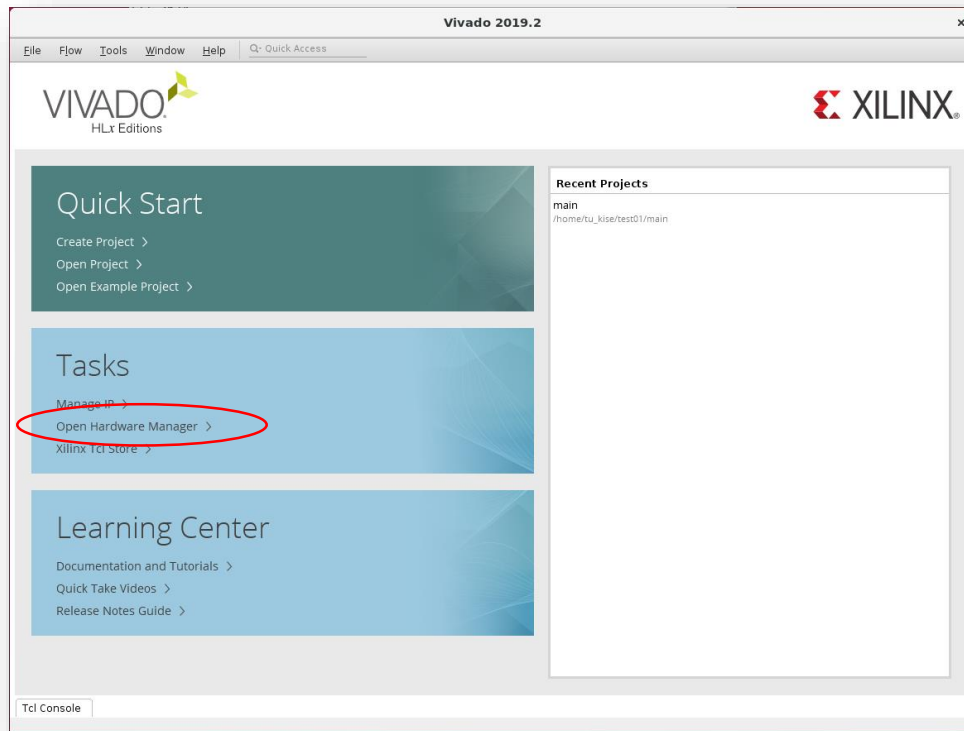 Vivado 2019.2
File Flow Tools Window Help Quick Access
VIVADO.
HLx Editions
XILINX.
Quick Start
Create Project >
Open Project >
Open Example Project >
Tasks
Manage IP >
Open Hardware Manager >
Xilinx Tcl Store >
Learning Center
Documentation and Tutorials >
Quick Take Videos >
Release Notes Guide >
Recent Projects
main
/home/tu_kise/test01/main
Tcl Console